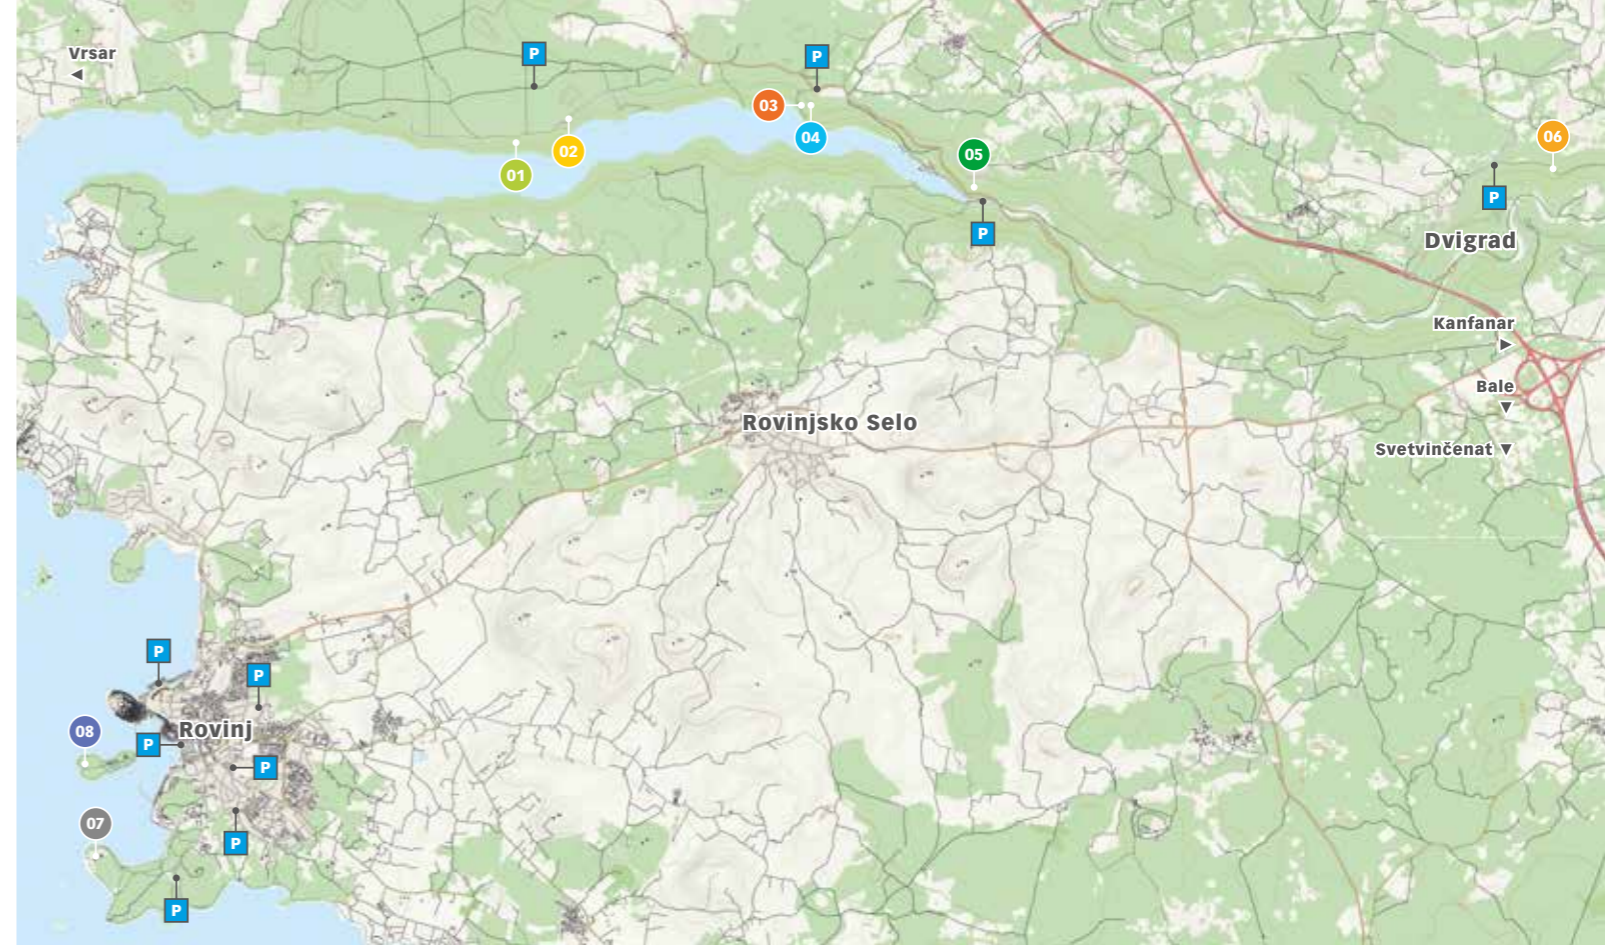 Vrsar
◄
P
P
03
04
02
01
05
06
P
P
Dvigrad
Kanfanar
►
Bale
▼
Rovinjsko Selo
Svetvinčenat ▼
P
P
08
Rovinj
P
P
07
P
P